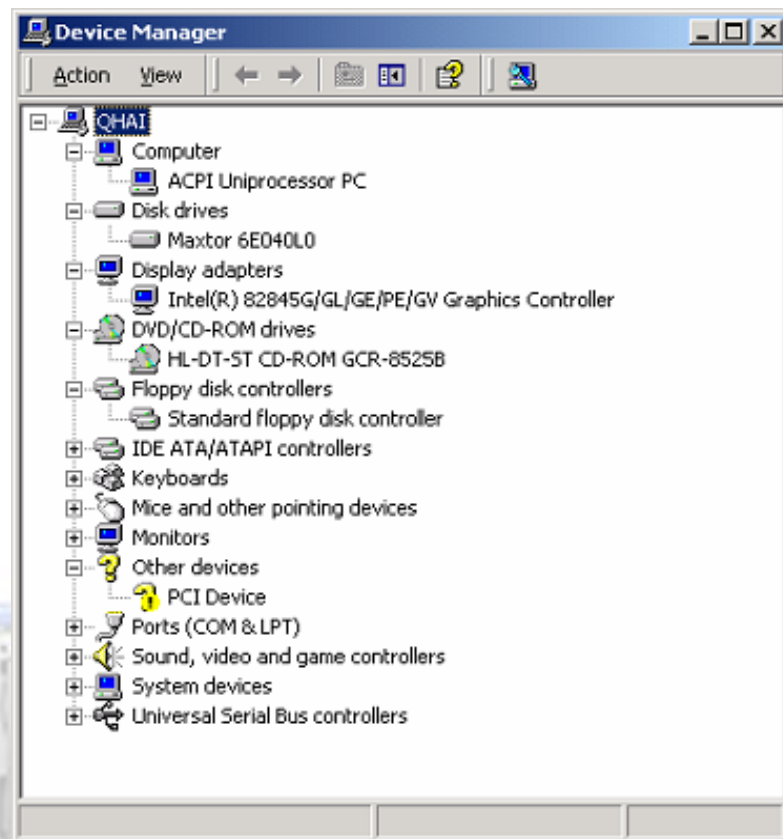 Device Manager
Action View
QHAI
Computer
ACPI Uniprocessor PC
Disk drives
Maxtor 6E040L0
Display adapters
Intel(R) 82845G/GL/GE/PE/GV Graphics Controller
DVD/CD-ROM drives
HL-DT-ST CD-ROM GCR-8525B
Floppy disk controllers
Standard floppy disk controller
IDE ATA/ATAPI controllers
Keyboards
Mice and other pointing devices
Monitors
Other devices
PCI Device
Ports (COM & LPT)
Sound, video and game controllers
System devices
Universal Serial Bus controllers